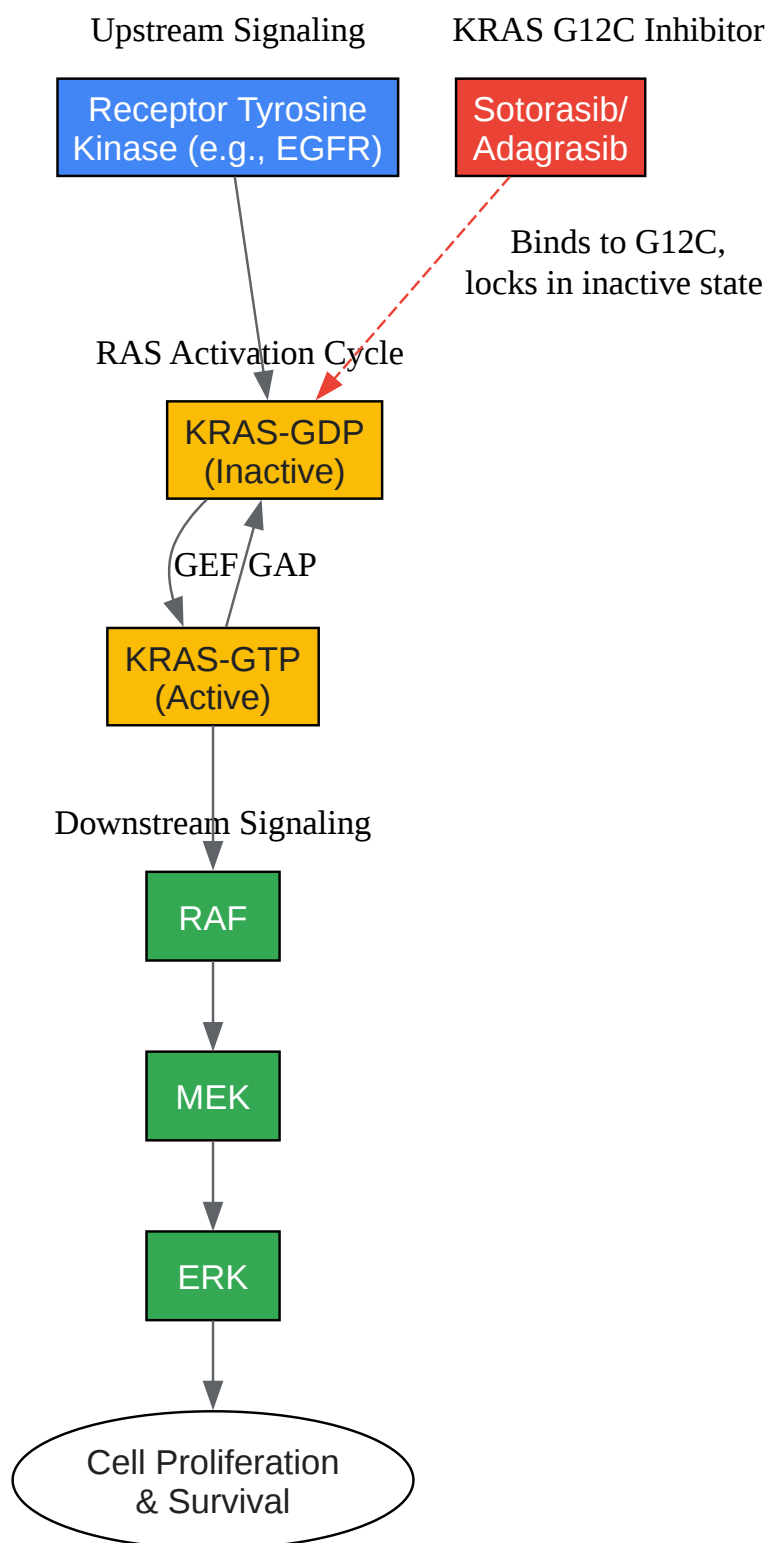 Upstream Signaling
KRAS G12C Inhibitor
Receptor Tyrosine
Kinase (e.g., EGFR)
Sotorasib/
Adagrasib
Binds to G12C,
locks in inactive state
RAS Activation Cycle
KRAS-GDP
(Inactive)
GEF
GAP
KRAS-GTP
(Active)
Downstream Signaling
RAF
MEK
ERK
Cell Proliferation
& Survival